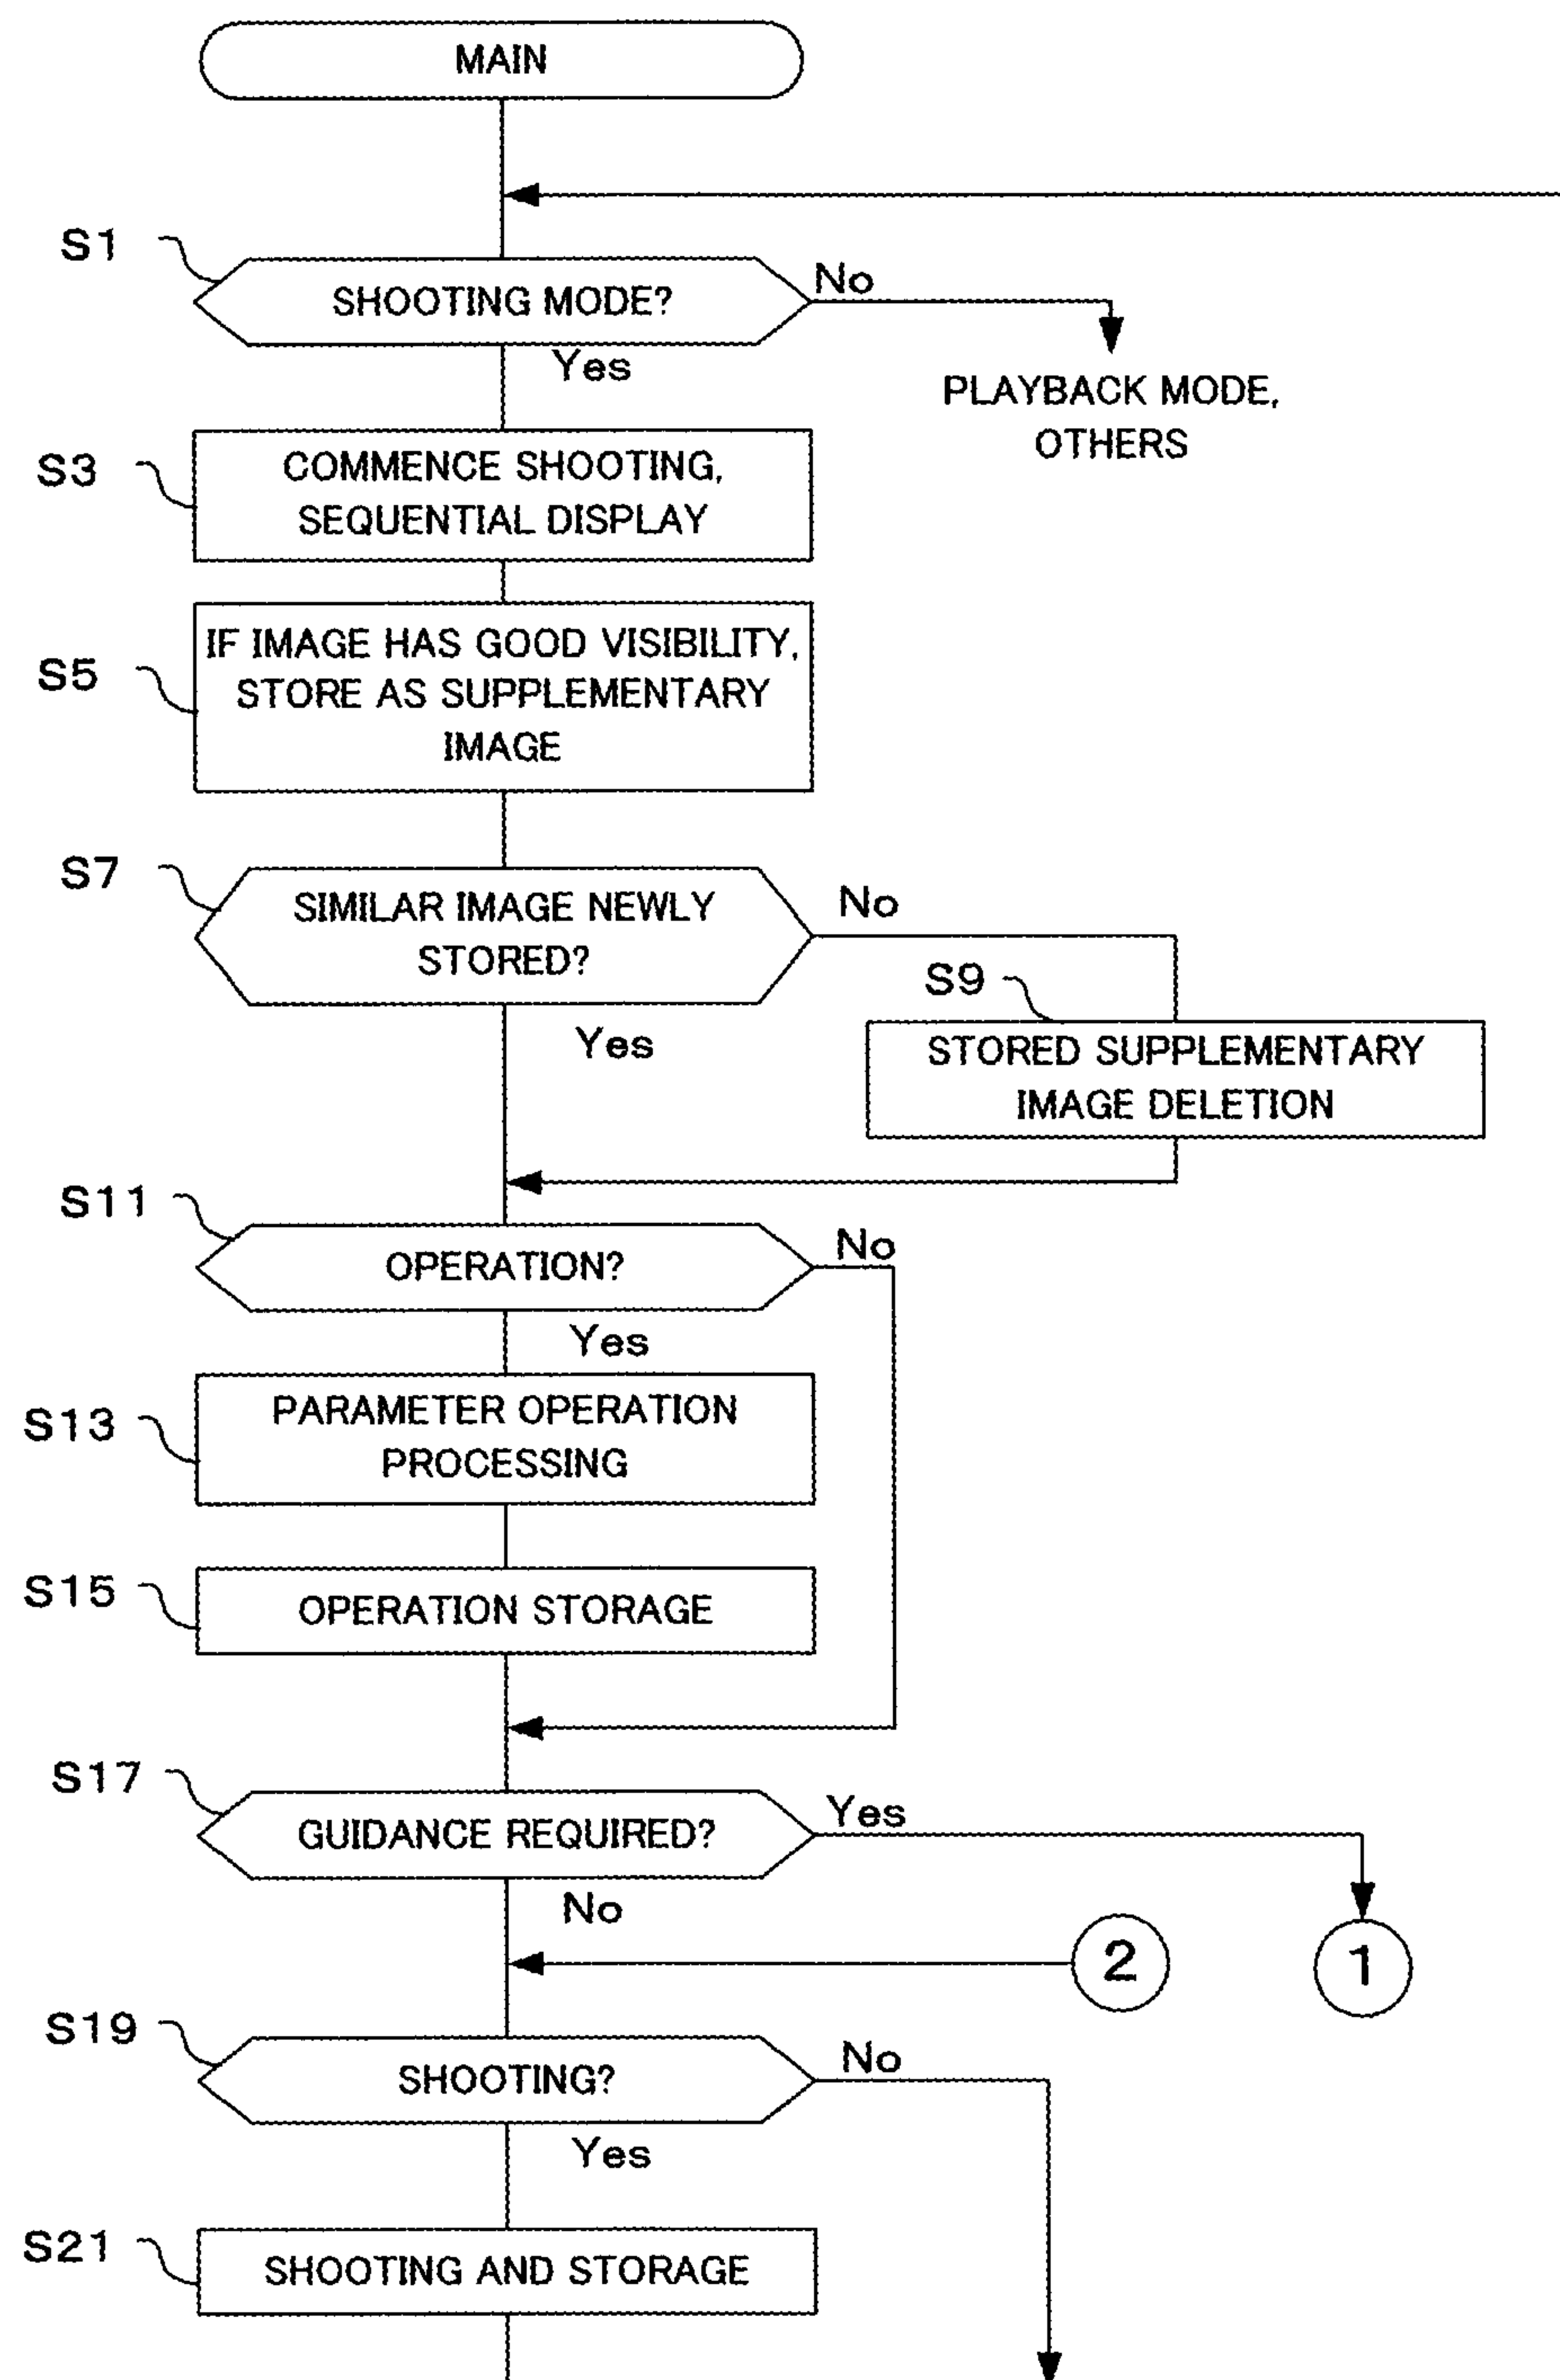 MAIN
S1
SHOOTING MODE?
No
Yes
PLAYBACK MODE,
OTHERS
S3
COMMENCE SHOOTING,
SEQUENTIAL DISPLAY
S5
IF IMAGE HAS GOOD VISIBILITY,
STORE AS SUPPLEMENTARY
IMAGE
S7
SIMILAR IMAGE NEWLY
STORED?
No
Yes
S9
STORED SUPPLEMENTARY
IMAGE DELETION
S11
OPERATION?
No
Yes
S13
PARAMETER OPERATION
PROCESSING
S15
OPERATION STORAGE
S17
GUIDANCE REQUIRED?
Yes
No
2
1
S19
SHOOTING?
No
Yes
S21
SHOOTING AND STORAGE